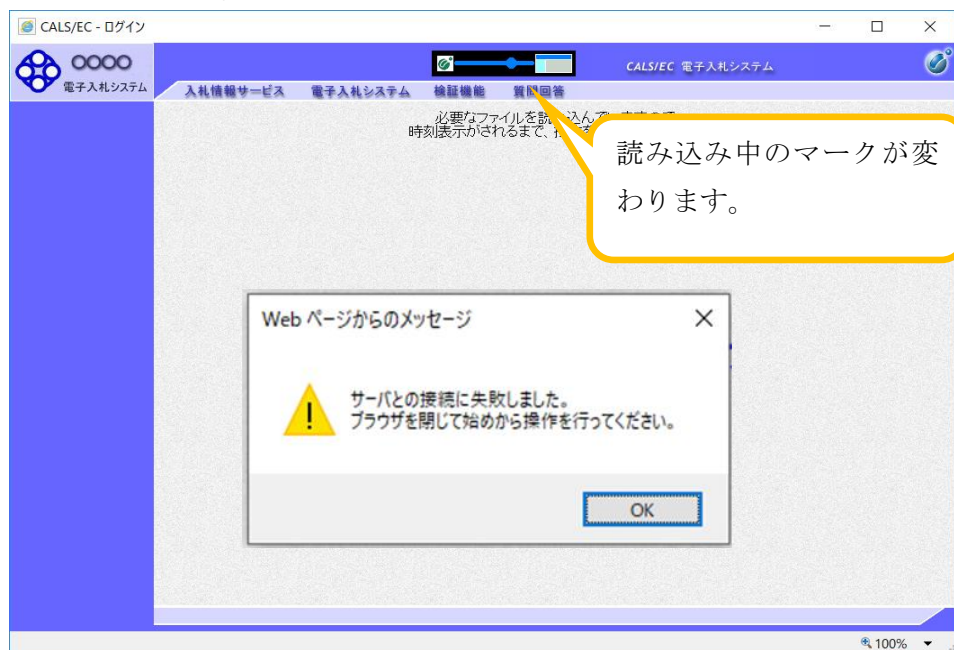 CALS/EC - ログイン
〇〇〇〇
電子入札システム
CALS/EC 電子入札システム
入札情報サービス 電子入札システム 検証機能 質問回答
必要なファイルを読み込んで
時刻表示がされるまで、
読み込み中のマークが変
わります。
Web ページからのメッセージ
サーバとの接続に失敗しました。
ブラウザを閉じて始めから操作を行ってください。
OK
100%